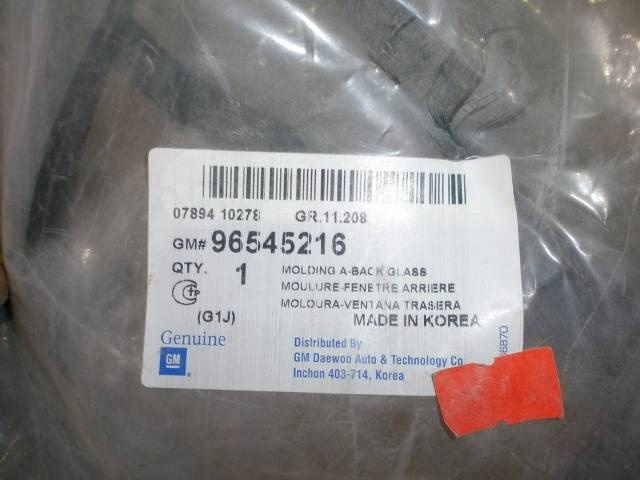 07894 10278 GR.11.208
GM# 96545216
QTY. 1 MOLDING A-BACK GLASS
MOULURE-FENETRE ARRIERE
MOLOURA-VENTANA TRASERA
(G1J) MADE IN KOREA
Genuine
GM
Distributed By
GM Daewoo Auto & Technology Co
Inchon 403-714, Korea